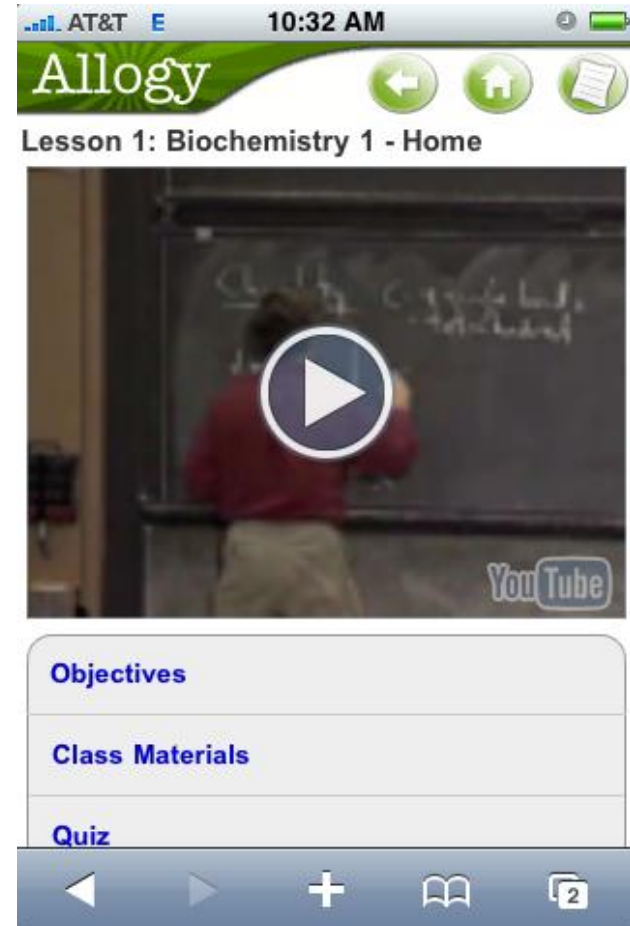 AT&T E 10:32 AM
Allogy
Lesson 1: Biochemistry 1 - Home
YouTube
Objectives
Class Materials
Quiz
2